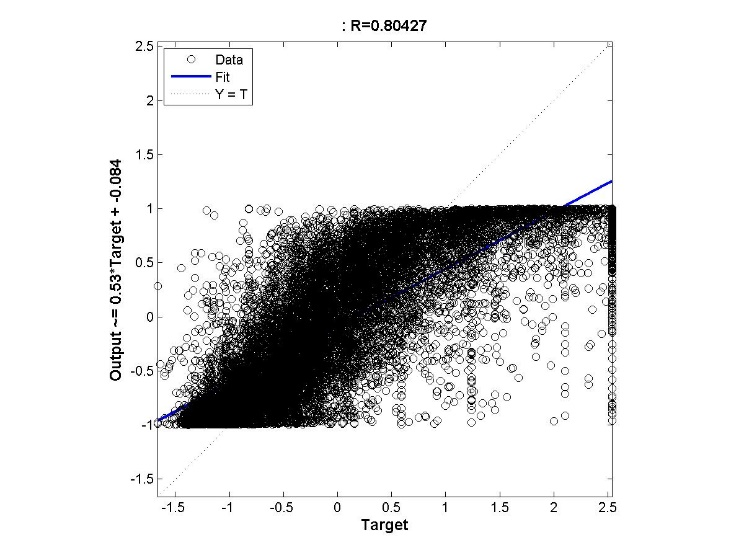 : R=0.80427
Data
Fit
Y = T
2.5
2
1.5
1
0.5
0
-0.5
-1
-1.5
Output ~= 0.53*Target + -0.084
-1.5 -1 -0.5 0 0.5 1 1.5 2 2.5
Target